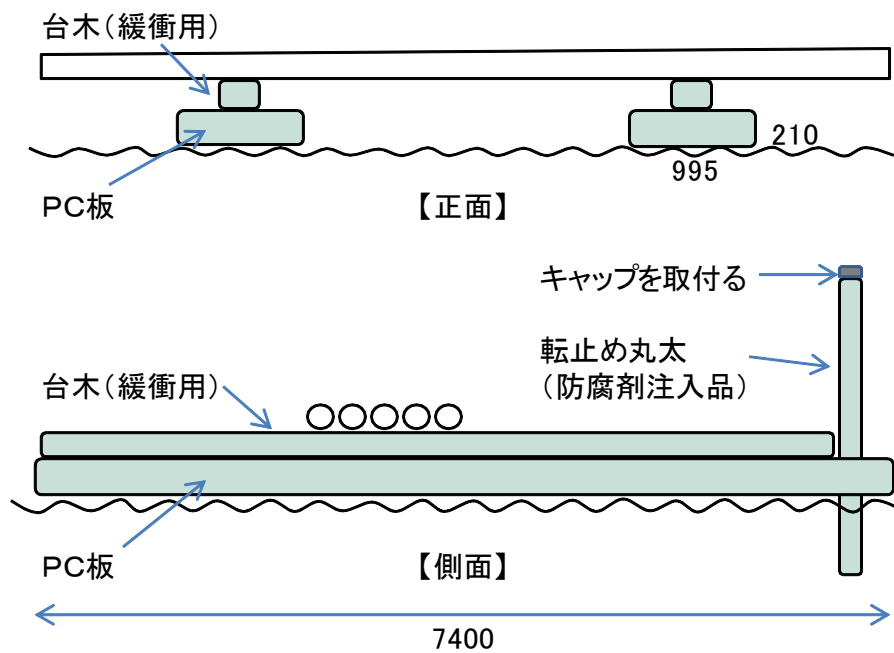 台木（緩衝用）
210
995
PC板
【正面】
キャップを取付る
転止め丸太
（防腐剤注入品）
台木（緩衝用）
PC板
【側面】
7400